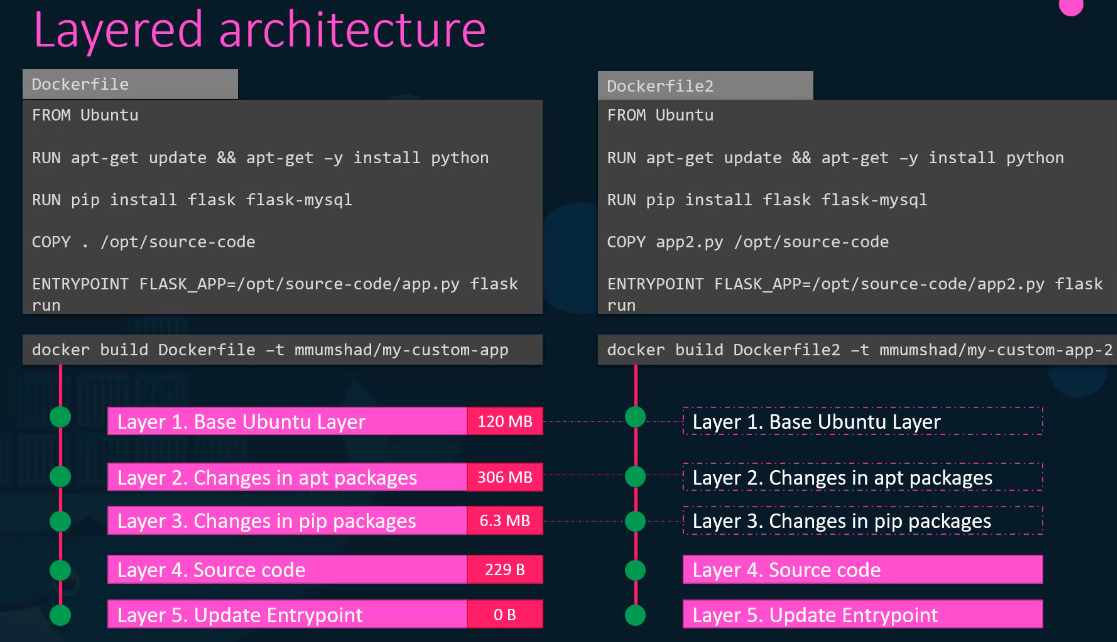 Layered architecture
Dockerfile
FROM Ubuntu
RUN apt-get update && apt-get –y install python
RUN pip install flask flask-mysql
COPY . /opt/source-code
ENTRYPOINT FLASK_APP=/opt/source-code/app.py flask
run
docker build Dockerfile –t mmumshad/my-custom-app
Layer 1. Base Ubuntu Layer 120 MB
Layer 2. Changes in apt packages 306 MB
Layer 3. Changes in pip packages 6.3 MB
Layer 4. Source code 229 B
Layer 5. Update Entrypoint 0 B
Dockerfile2
FROM Ubuntu
RUN apt-get update && apt-get –y install python
RUN pip install flask flask-mysql
COPY app2.py /opt/source-code
ENTRYPOINT FLASK_APP=/opt/source-code/app2.py flask
run
docker build Dockerfile2 –t mmumshad/my-custom-app-2
Layer 1. Base Ubuntu Layer
Layer 2. Changes in apt packages
Layer 3. Changes in pip packages
Layer 4. Source code
Layer 5. Update Entrypoint